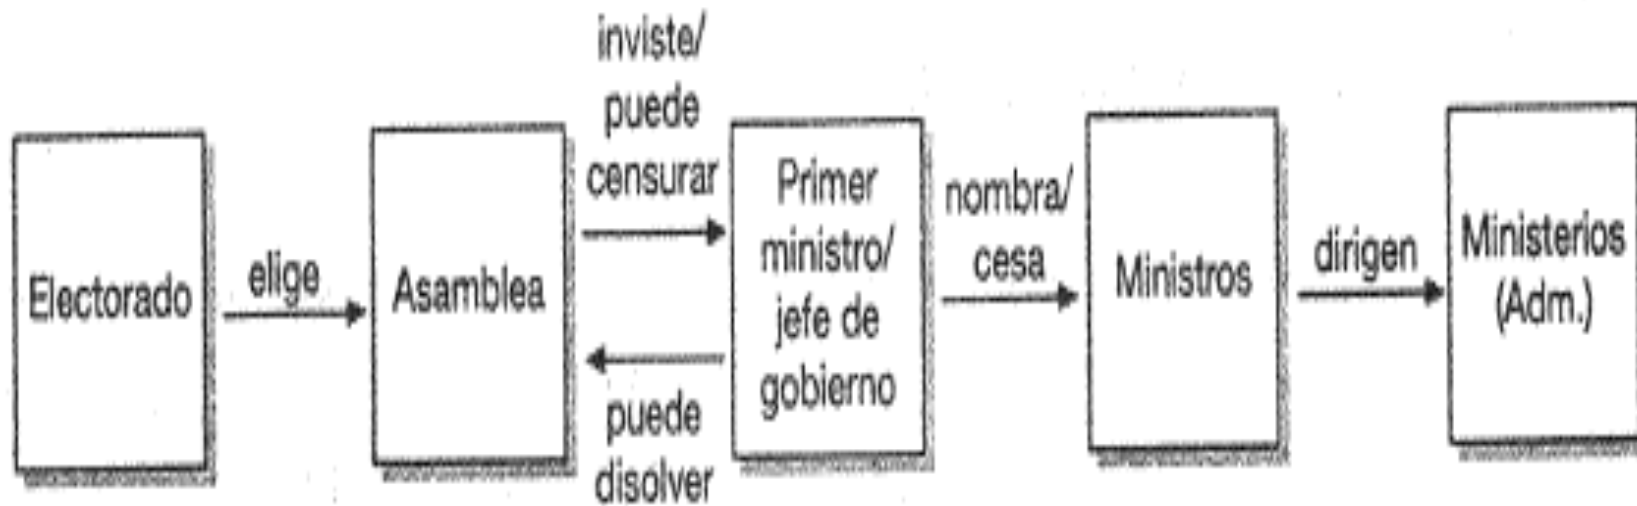 Electorado
elige
Asamblea
inviste/
puede
censurar
puede
disolver
Primer
ministro/
jefe de
gobierno
nombra/
cesa
Ministros
dirigen
Ministerios
(Adm.)